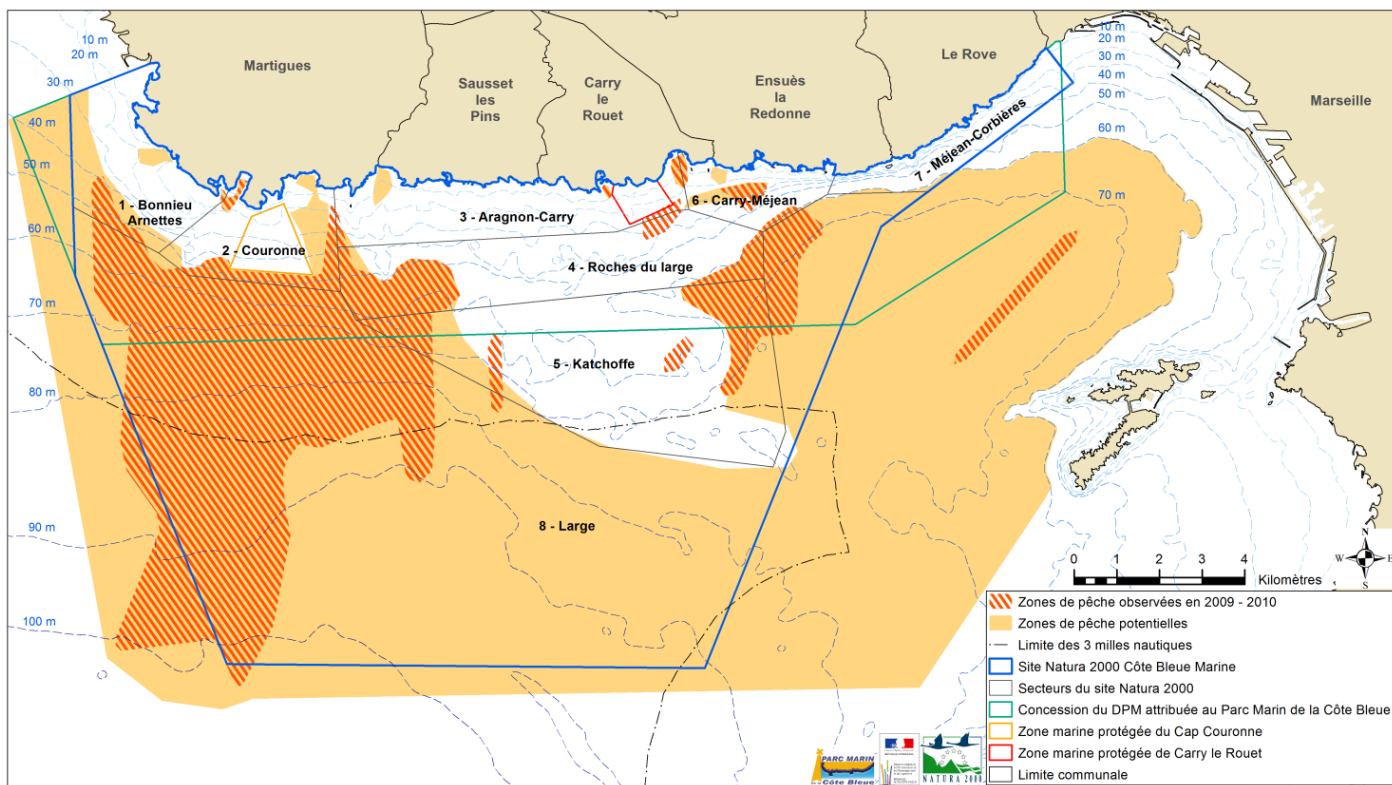 10 m
20 m
30 m
40 m
50 m
60 m
70 m
80 m
90 m
100 m
Martigues
Sausset
les
Pins
Carry
le
Rouet
Ensuès
la
Redonne
Le Rove
Marseille
10 m
20 m
30 m
40 m
50 m
60 m
70 m
1 - Bonnieu
Arnettes
2 - Couronne
3 - Aragnon-Carry
4 - Roches du large
5 - Katchoffe
6 - Carry-Méjean
7 - Méjean-Corbières
8 - Large
N
W
E
S
0 1 2 3 4
Kilomètres
Zones de pêche observées en 2009 - 2010
Zones de pêche potentielles
Limite des 3 milles nautiques
Site Natura 2000 Côte Bleue Marine
Secteurs du site Natura 2000
Concession du DPM attribuée au Parc Marin de la Côte Bleue
Zone marine protégée du Cap Couronne
Zone marine protégée de Carry le Rouet
Limite communale
PARC MARIN
Côte Bleue
NATURA 2000